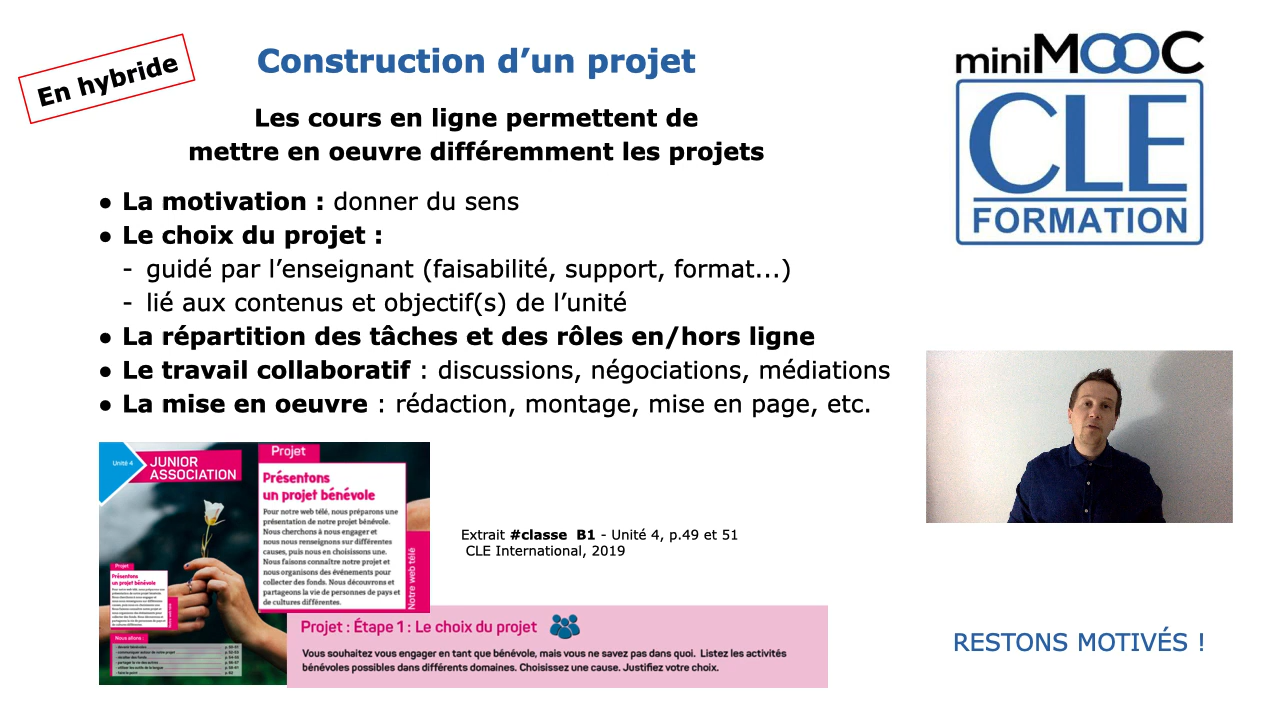 En hybride
Construction d’un projet
Les cours en ligne permettent de
mettre en oeuvre différemment les projets
● La motivation : donner du sens
● Le choix du projet :
- guidé par l’enseignant (faisabilité, support, format...)
- lié aux contenus et objectif(s) de l’unité
● La répartition des tâches et des rôles en/hors ligne
● Le travail collaboratif : discussions, négociations, médiations
● La mise en oeuvre : rédaction, montage, mise en page, etc.
miniMOOC
CLE
FORMATION
Unité 4
JUNIOR
ASSOCIATION
Projet
Présentons
un projet bénévole
Pour notre web télé, nous préparons une
présentation de notre projet bénévole.
Nous cherchons à nous engager et
nous nous renseignons sur différentes
causes, puis nous en choisissons une.
Nous faisons connaître notre projet et
nous organisons des événements pour
collecter des fonds. Nous découvrons et
partageons la vie de personnes de pays et
de cultures différentes.
Notre web télé
Projet
Présentons
un projet bénévole
Nous allons :
Extrait #classe B1 - Unité 4, p.49 et 51
CLE International, 2019
Projet : Étape 1 : Le choix du projet
Vous souhaitez vous engager en tant que bénévole, mais vous ne savez pas dans quoi. Listez les activités
bénévoles possibles dans différents domaines. Choisissez une cause. Justifiez votre choix.
RESTONS MOTIVÉS !